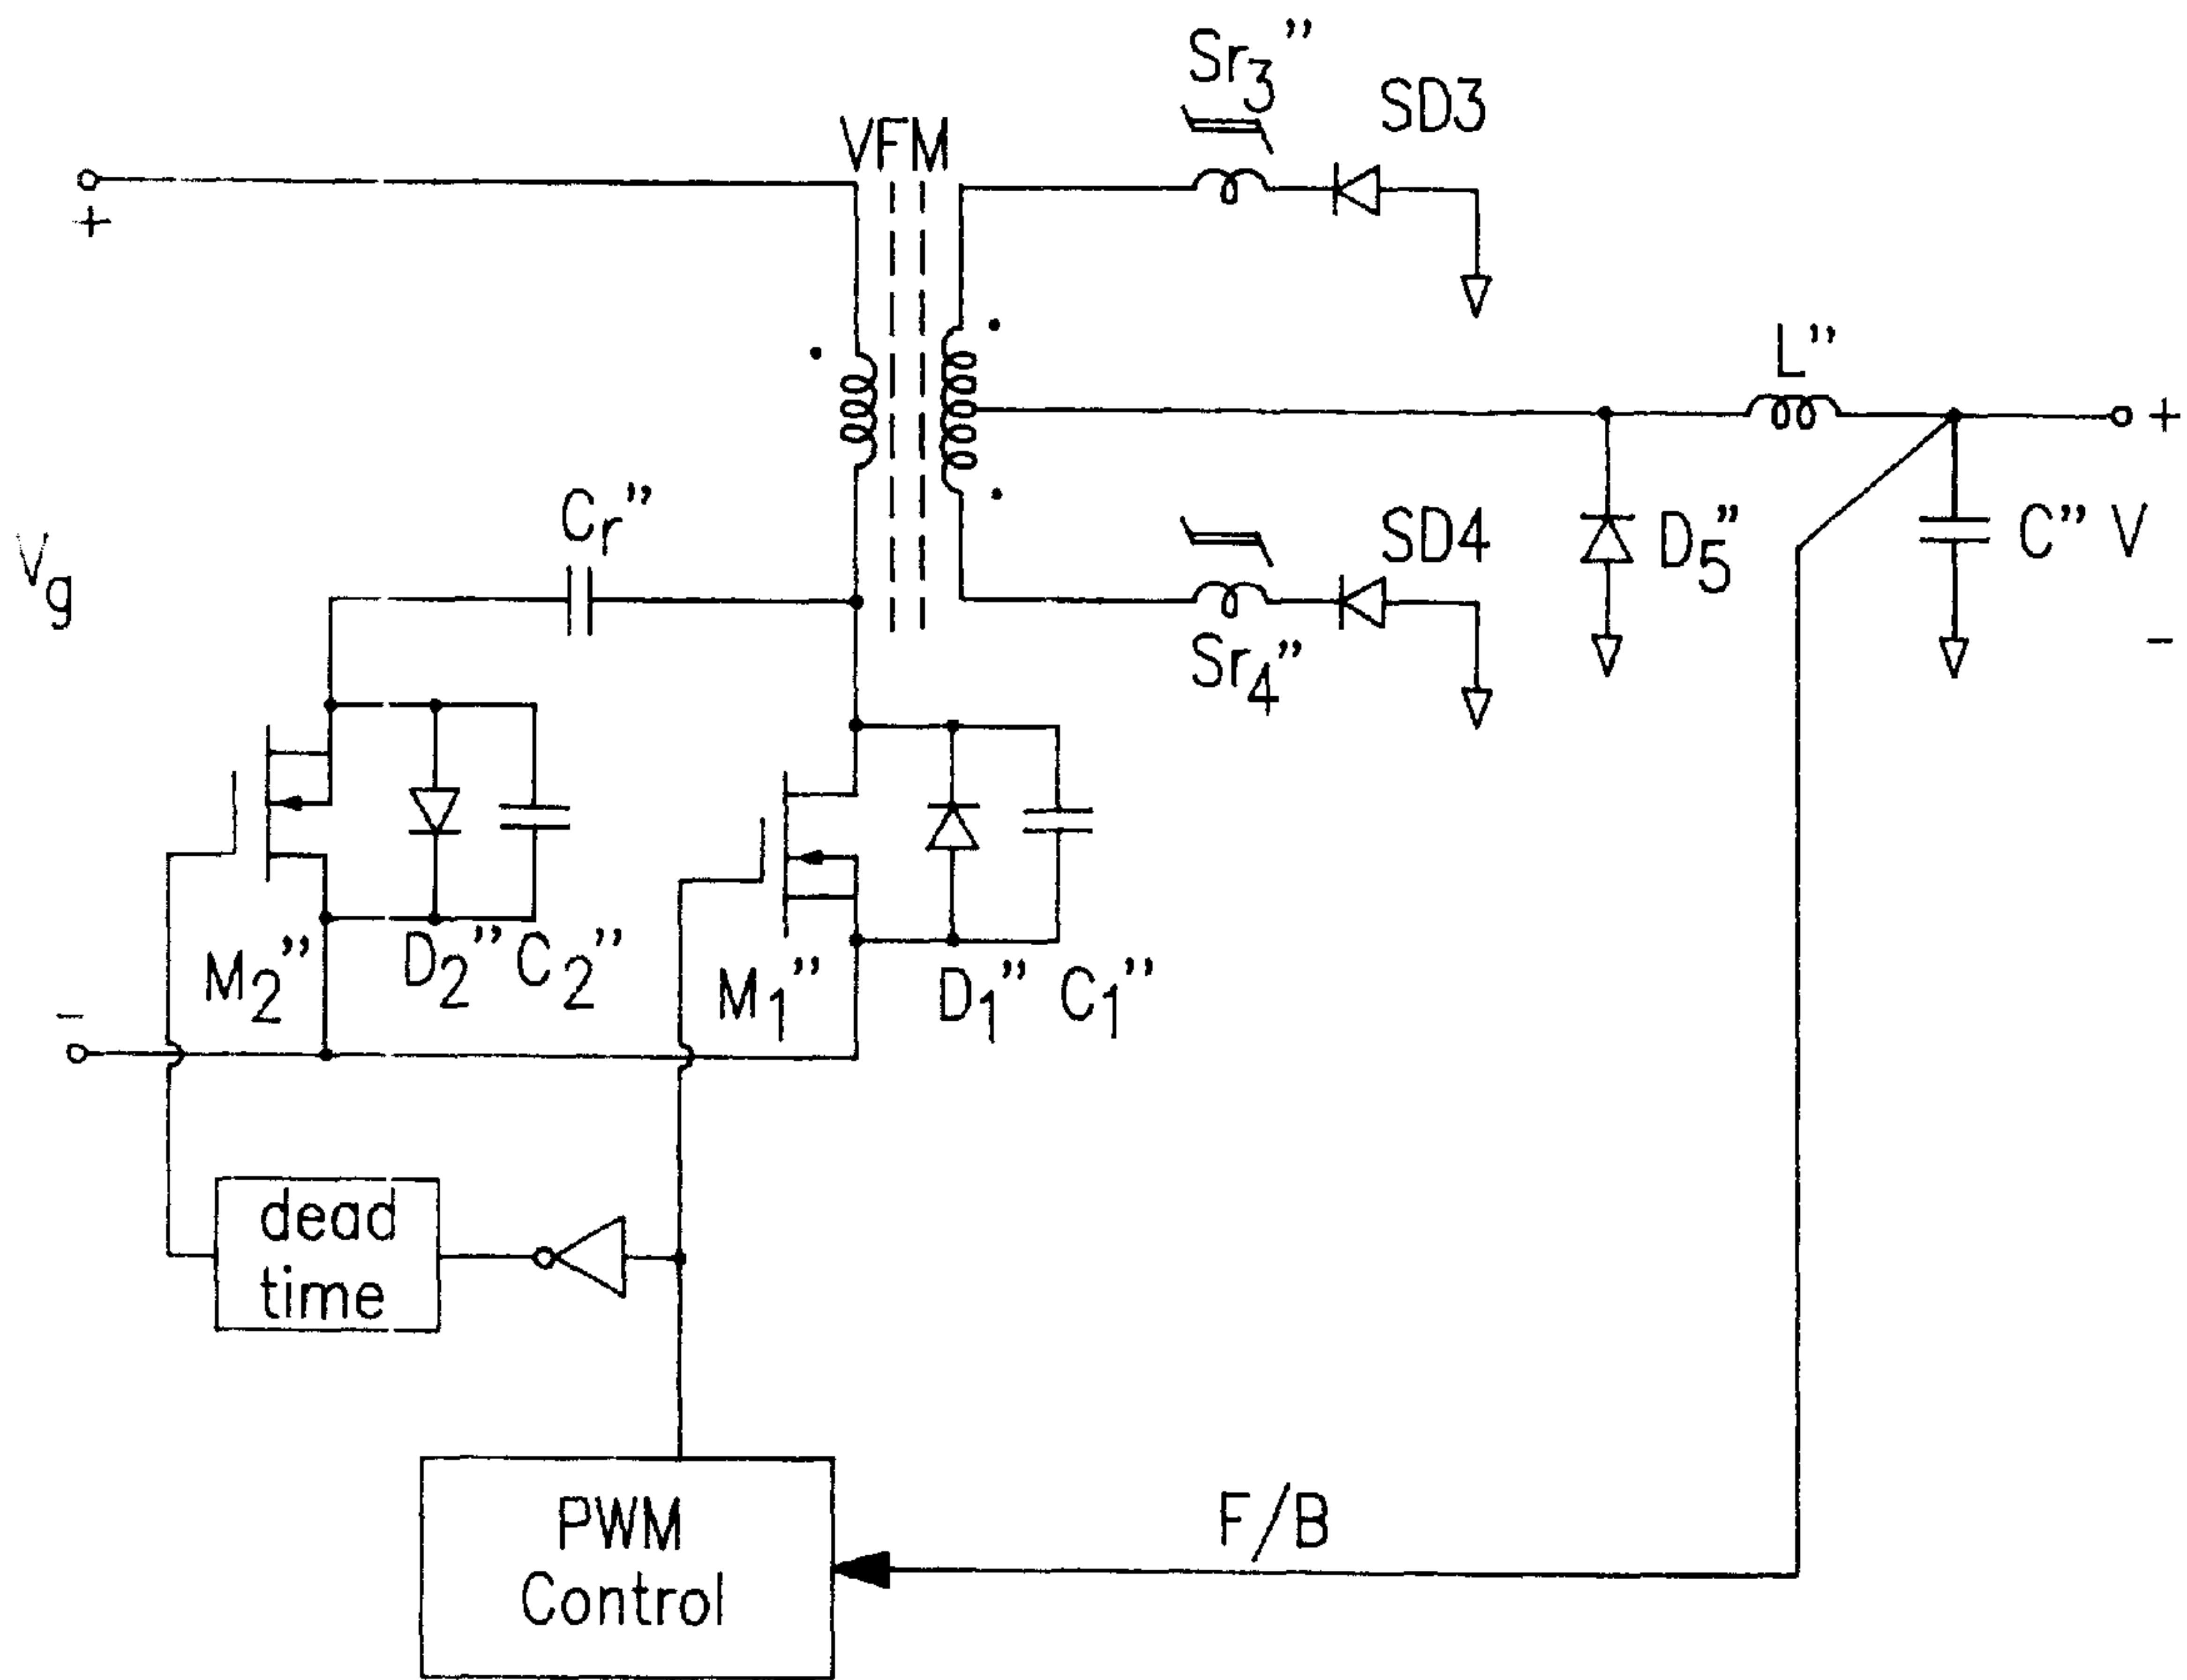 Sr₃”
SD3
VFM
+
L”
+
Cᵣ”
SD4
D₅”
C” V
Vg
Sr₄”
-
M₂”
D₂” C₂”
M₁”
D₁” C₁”
-
dead
time
PWM
Control
F/B